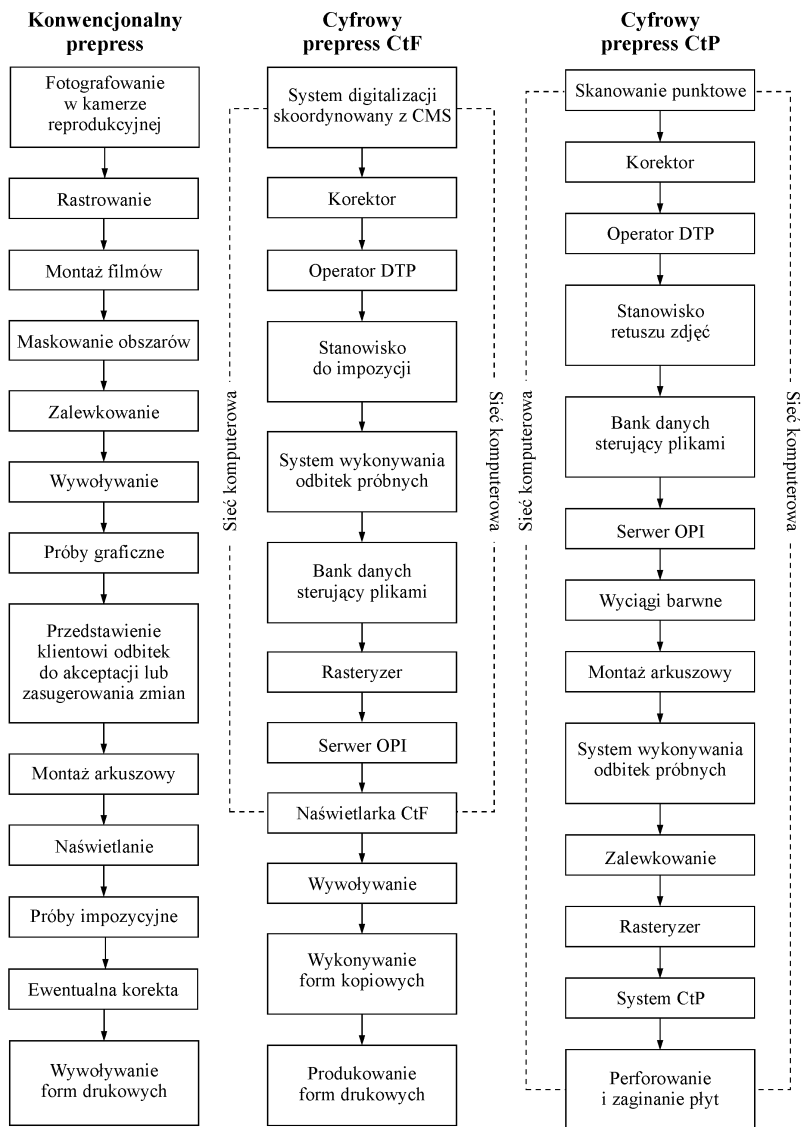 Konwencjonalny
prepress
Fotografowanie
w kamerze
reprodukcyjnej
Rastrowanie
Montaż filmów
Maskowanie obszarów
Zalewkowanie
Wywoływanie
Próby graficzne
Przedstawienie
klientowi odbitek
do akceptacji lub
zasugerowania zmian
Montaż arkuszowy
Naświetlanie
Próby impozycyjne
Ewentualna korekta
Wywoływanie
form drukowych
Cyfrowy
prepress CtF
System digitalizacji
skoordynowany z CMS
Korektor
Operator DTP
Stanowisko
do impozycji
System wykonywania
odbitek próbnych
Bank danych
sterujący plikami
Rasteryzer
Serwer OPI
Naświetlarka CtF
Wywoływanie
Wykonywanie
form kopiowych
Produkowanie
form drukowych
Sieć komputerowa
Sieć komputerowa
Cyfrowy
prepress CtP
Skanowanie punktowe
Korektor
Operator DTP
Stanowisko
retuszu zdjęć
Bank danych
sterujący plikami
Serwer OPI
Wyciągi barwne
Montaż arkuszowy
System wykonywania
odbitek próbnych
Zalewkowanie
Rasteryzer
System CtP
Perforowanie
i zaginanie płyt
Sieć komputerowa
Sieć komputerowa